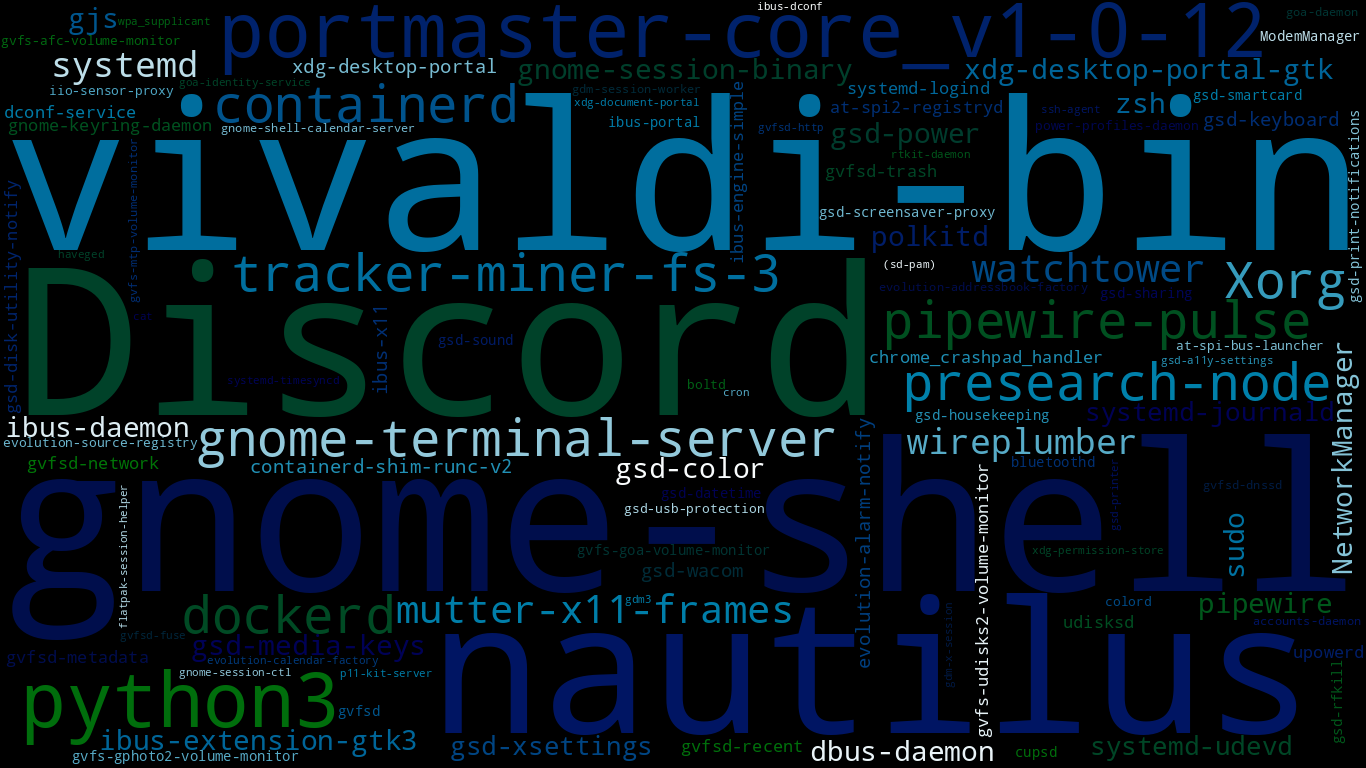 ibus-dconf
gjs
wpa_supplicant
portmaster-core_v1-0-12
goa-daemon
gvfs-afc-volume-monitor
ModemManager
systemd
xdg-desktop-portal
gnome-session-binary
xdg-desktop-portal-gtk
goa-identity-service
iio-sensor-proxy
gdm-session-worker
systemd-logind
gsd-smartcard
containerd
xdg-document-portal
at-spi2-registryd
zsh
ssh-agent
dconf-service
gnome-keyring-daemon
gnome-shell-calendar-server
ibus-portal
gvfsd-http
gsd-power
power-profiles-daemon
gsd-keyboard
vivaldi-bin
ibus-engine-simple
rtkit-daemon
gvfsd-trash
gsd-print-notifications
gvfs-mtp-volume-monitor
gsd-disk-utility-notify
gsd-screensaver-proxy
polkitd
haveged
tracker-miner-fs-3
(sd-pam)
watchtower
Xorg
evolution-addressbook-factory
gsd-sharing
Discord
cat
ibus-x11
gsd-sound
pipewire-pulse
at-spi-bus-launcher
chrome_crashpad_handler
gsd-a11y-settings
systemd-timesyncd
boltd
cron
presearch-node
NetworkManager
ibus-daemon
gsd-housekeeping
systemd-journald
evolution-source-registry
gnome-terminal-server
wireplumber
gvfsd-network
containerd-shim-runc-v2
gsd-color
bluetoothd
gnome-shell
evolution-alarm-notify
gvfs-udisks2-volume-monitor
gsd-printer
gvfsd-dnssd
flatpak-session-helper
gsd-datetime
gsd-usb-protection
sudo
gvfs-goa-volume-monitor
xdg-permission-store
gsd-wacom
dockerd
mutter-x11-frames
gdm3
colord
pipewire
gdm-x-session
udisksd
accounts-daemon
gvfsd-fuse
gsd-media-keys
nautilus
gvfsd-metadata
evolution-calendar-factory
upowerd
gnome-session-ctl
p11-kit-server
python3
gsd-rfkill
gvfsd
ibus-extension-gtk3
gsd-xsettings
gvfsd-recent
dbus-daemon
cupsd
systemd-udevd
gvfs-gphoto2-volume-monitor